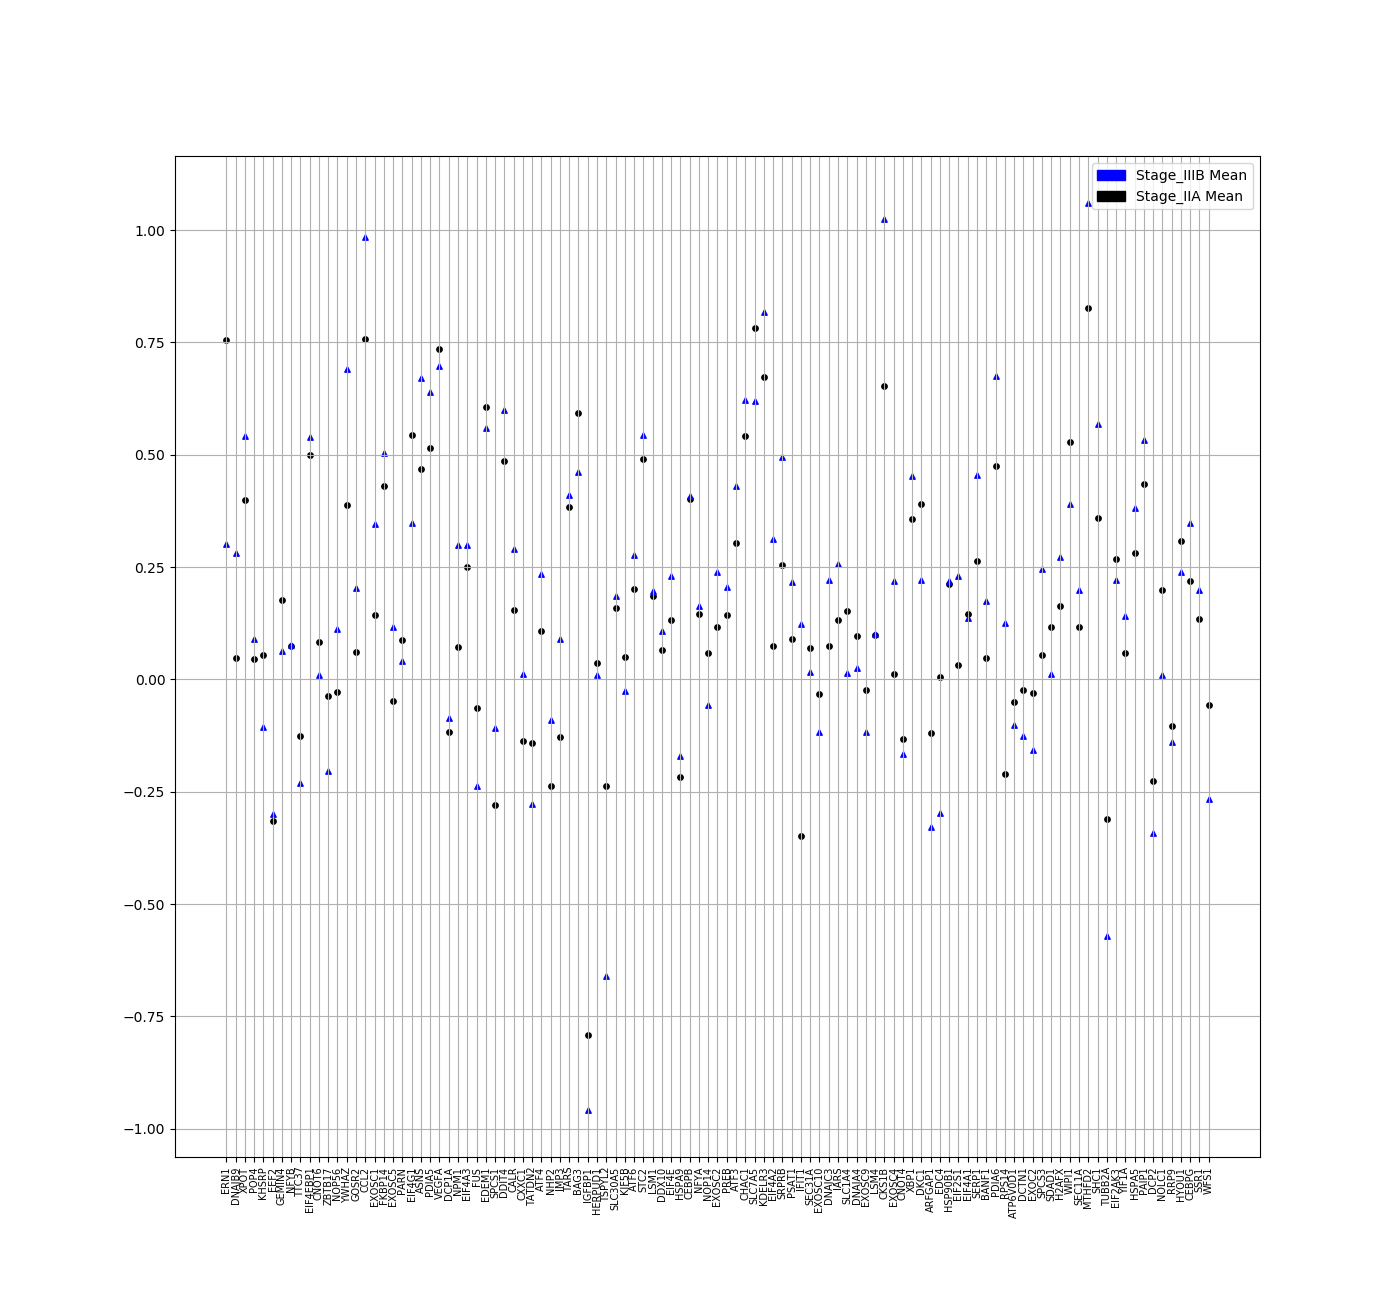 Stage_IIIB Mean
Stage_IIA Mean
1.00
0.75
0.50
0.25
0.00
−0.25
−0.50
−0.75
−1.00
ERN1
DNAJB9
XPOT
POP4
KHSRP
EEF2
GEMIN4
NFYB
TTC37
EIF4EBP1
CNOT6
ZBTB17
NOP56
YWHAZ
GOSR2
CCL2
EXOSC1
FKBP14
EXOSC5
PARN
EIF4G1
ASNS
PDIA5
VEGFA
DCP1A
NPM1
EIF4A3
FUS
EDEM1
TPCS1
DDIT4
CALR
CXXC1
TATDN2
ATF4
NHP2
IMP3
TARS
BAG3
IGFBP1
HERPUD1
TSPYL2
SLC30A5
KIF5B
ATF6
STC2
LSM1
DDX10
EIF4E
HSPA9
CEBPB
NFYA
NOP14
EXOSC2
PREB
ATF3
CHAC1
SLC7A5
KDELR3
EIF4A2
SRPRB
PSAT1
IFIT1
SEC31A
EXOSC10
DNAJC3
IARS
SLC1A4
DNAJA4
EXOSC9
LSM4
CKS1B
EXOSC4
CNOT4
XBP1
DKC1
ARFGAP1
EDC4
HSP90B1
EIF2S1
EIF4A1
SERP1
BANF1
PDIA6
RPS14
ATP6V0D1
DCTN1
EXOC2
SPCS3
SDAD1
H2AFX
WIPI1
SEC11A
MTHFD2
SHC1
TUBB2A
EIF2AK3
YIF1A
HSPA5
PAIP1
DCP2
NOLC1
RRP9
HYOU1
CEBPG
SSR1
WFS1